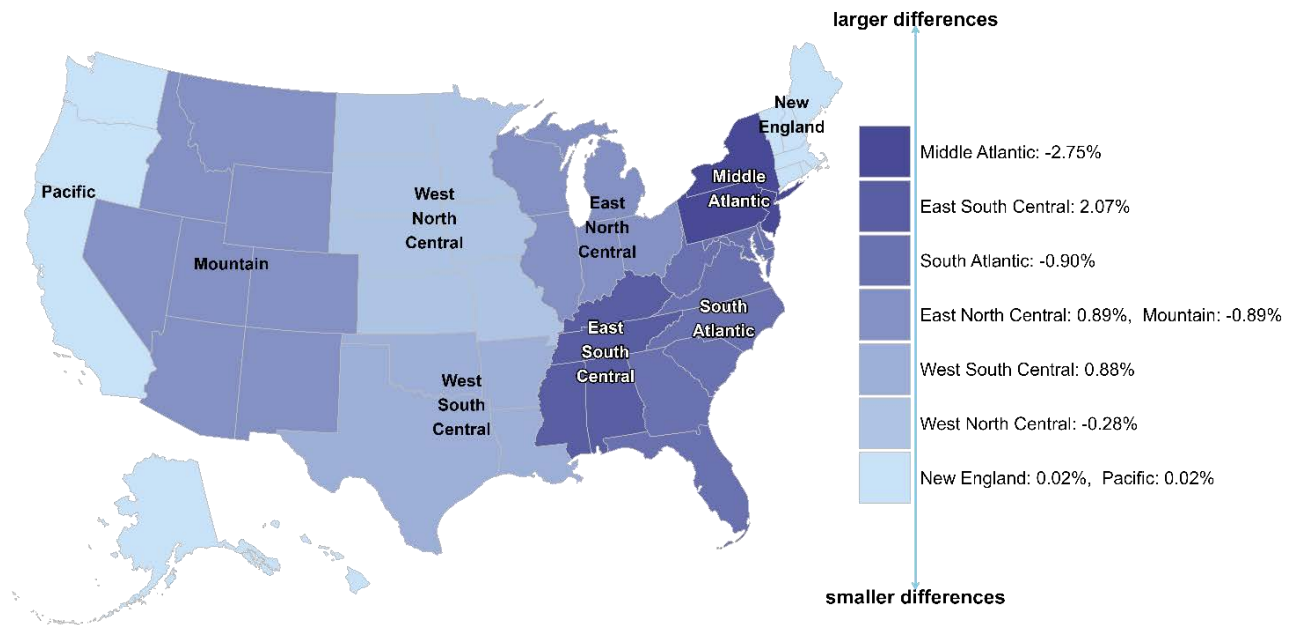 larger differences
New
England
Middle
Atlantic
Pacific
West
North
Central
East
North
Central
Mountain
South
Atlantic
East
South
Central
West
South
Central
Middle Atlantic: -2.75%
East South Central: 2.07%
South Atlantic: -0.90%
East North Central: 0.89%, Mountain: -0.89%
West South Central: 0.88%
West North Central: -0.28%
New England: 0.02%, Pacific: 0.02%
smaller differences